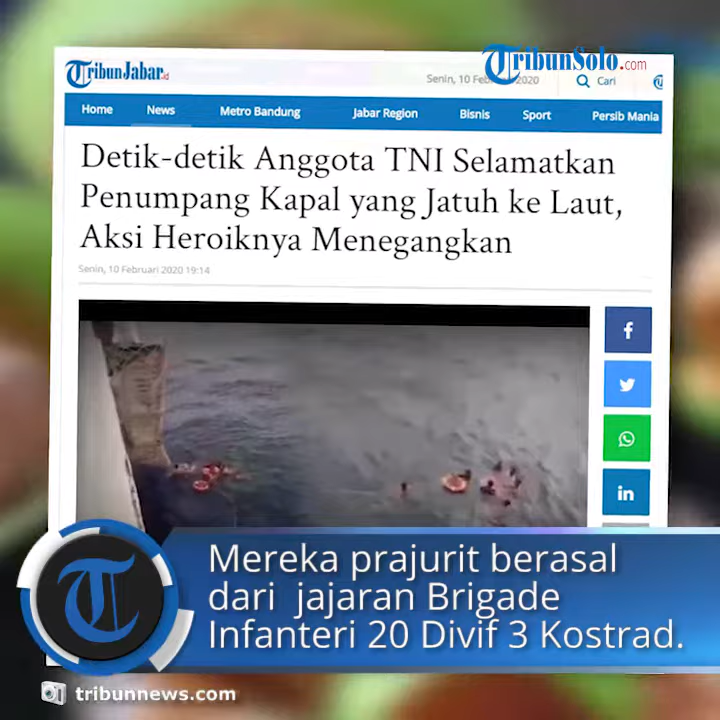 TribunJabar.id
TribunSolo.com
Senin, 10 Februari 2020
Cari
Home News Metro Bandung Jabar Region Bisnis Sport Persib Mania
Detik-detik Anggota TNI Selamatkan
Penumpang Kapal yang Jatuh ke Laut,
Aksi Heroiknya Menegangkan
Senin, 10 Februari 2020 19:14
f
in
T
Mereka prajurit berasal
dari jajaran Brigade
Infanteri 20 Divif 3 Kostrad.
tribunnews.com